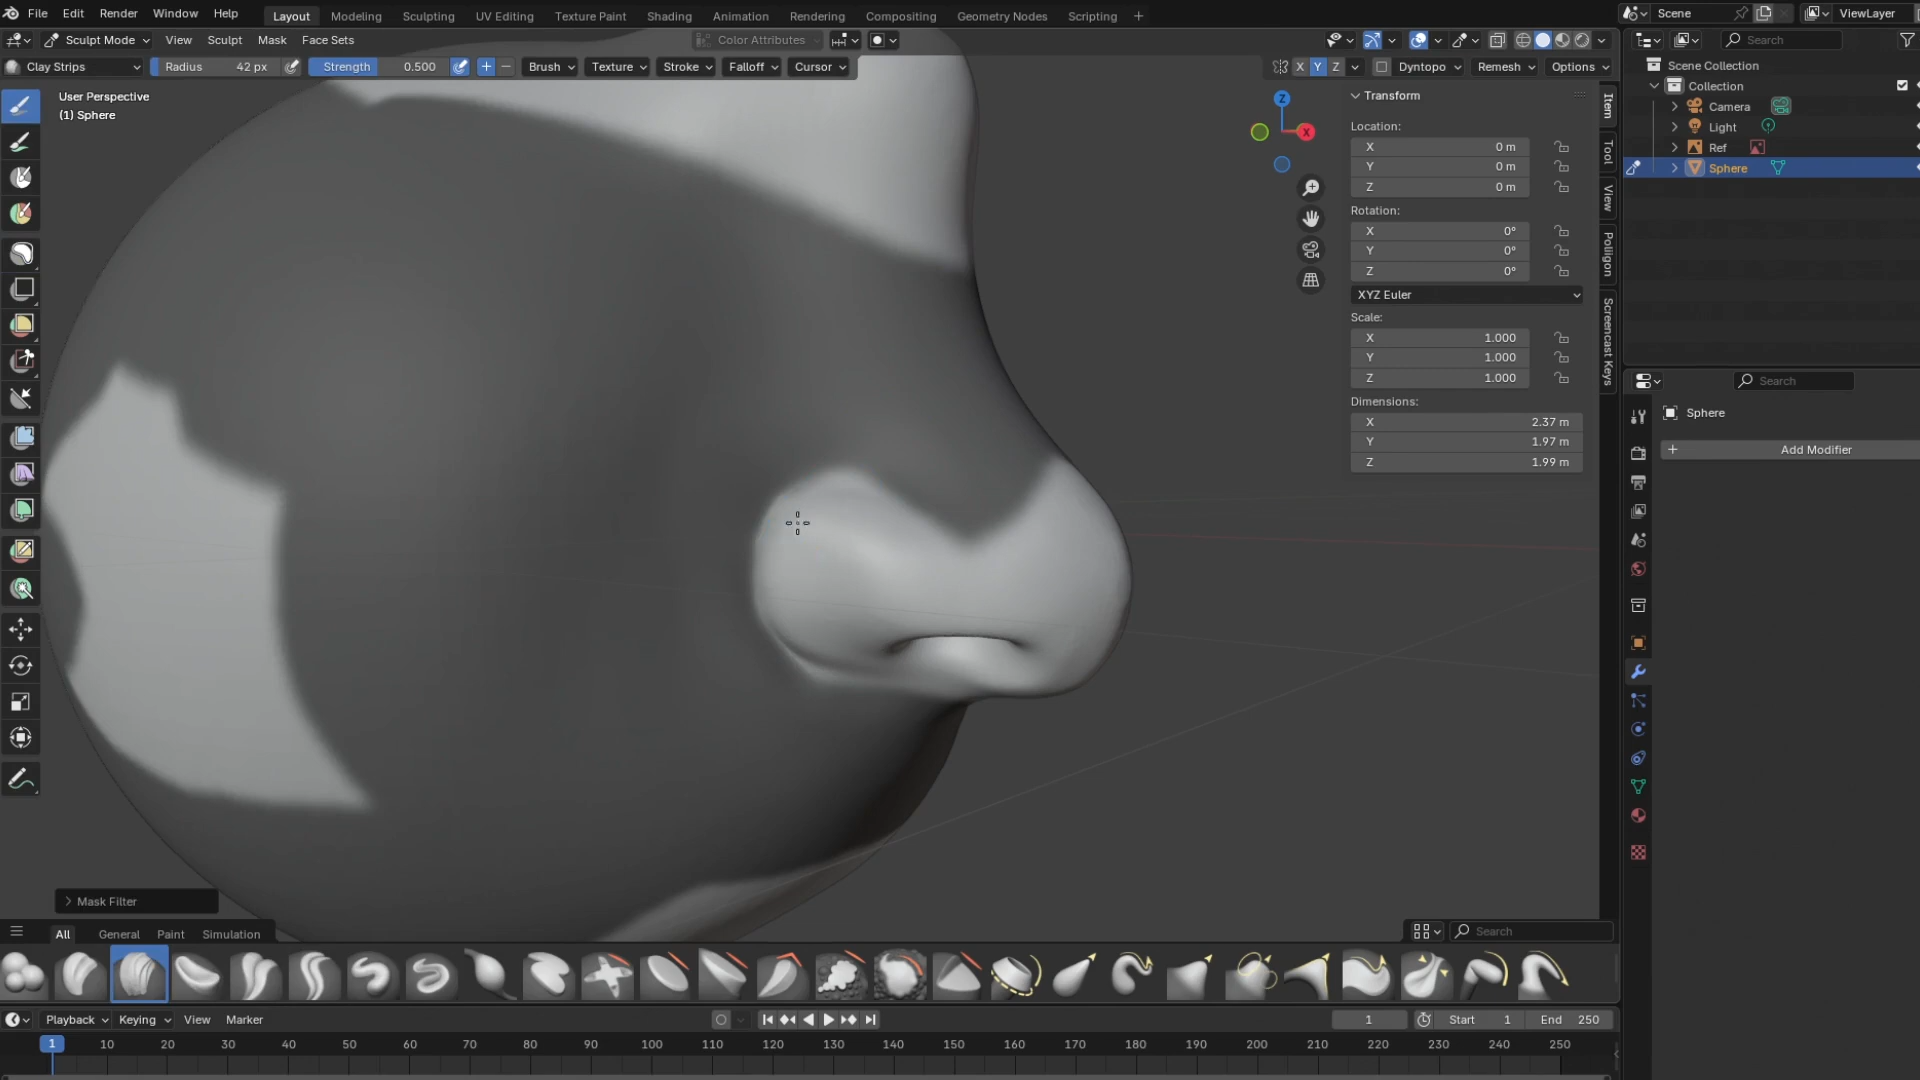 File Edit Render Window Help Layout Modeling Sculpting UV Editing Texture Paint Shading Animation Rendering Compositing Geometry Nodes Scripting + Scene ViewLayer
Sculpt Mode View Sculpt Mask Face Sets Color Attributes Search
Clay Strips Radius 42 px Strength 0.500 Brush Texture Stroke Falloff Cursor X Y Z Dyntopo Remesh Options
Scene Collection
Collection
Camera
Light
Ref
Sphere
User Perspective
(1) Sphere
Z
X
Transform
Location:
X 0 m
Y 0 m
Z 0 m
Rotation:
X 0°
Y 0°
Z 0°
XYZ Euler
Scale:
X 1.000
Y 1.000
Z 1.000
Dimensions:
X 2.37 m
Y 1.97 m
Z 1.99 m
Item
Tool
View
Poliigon
Screencast Keys
Search
Sphere
Add Modifier
Mask Filter
All General Paint Simulation Search
Playback Keying View Marker 1 Start 1 End 250
1 10 20 30 40 50 60 70 80 90 100 110 120 130 140 150 160 170 180 190 200 210 220 230 240 250